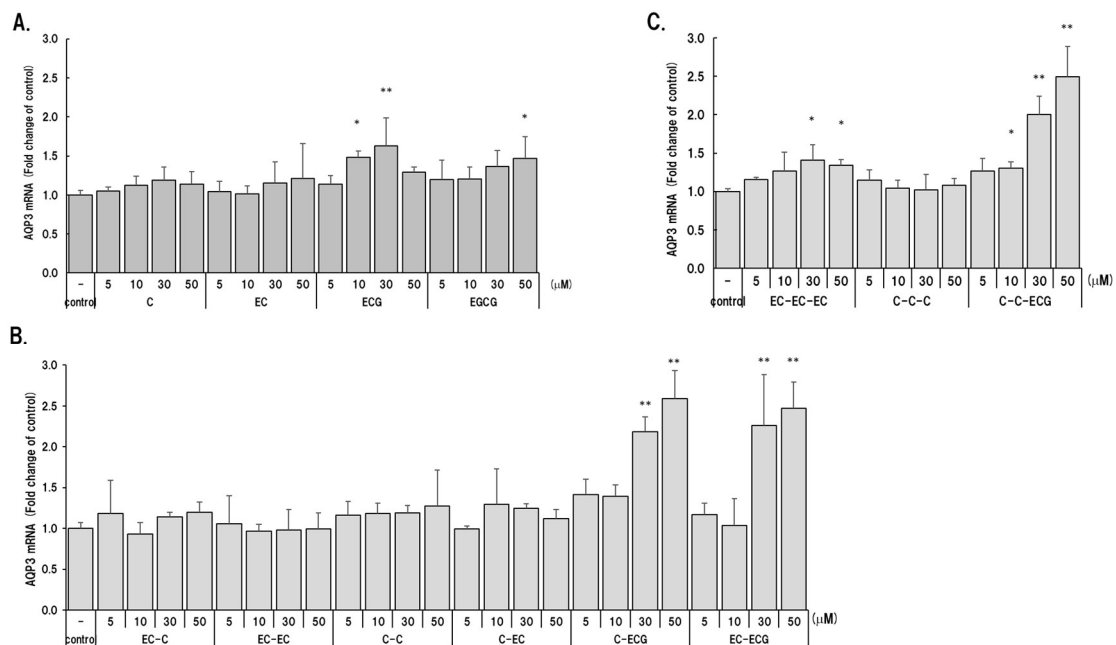 A.
AQP3 mRNA (Fold change of control)
3.0
2.5
2.0
1.5
1.0
0.5
0.0
* ** *
− 5 10 30 50 5 10 30 50 5 10 30 50 5 10 30 50 (μM)
control C EC ECG EGCG
C.
AQP3 mRNA (Fold change of control)
3.0
2.5
2.0
1.5
1.0
0.5
0.0
* * * ** **
− 5 10 30 50 5 10 30 50 5 10 30 50 (μM)
control EC−EC−EC C−C−C C−C−ECG
B.
AQP3 mRNA (Fold change of control)
3.0
2.5
2.0
1.5
1.0
0.5
0.0
** ** ** **
− 5 10 30 50 5 10 30 50 5 10 30 50 5 10 30 50 5 10 30 50 5 10 30 50 (μM)
control EC−C EC−EC C−C C−EC C−ECG EC−ECG